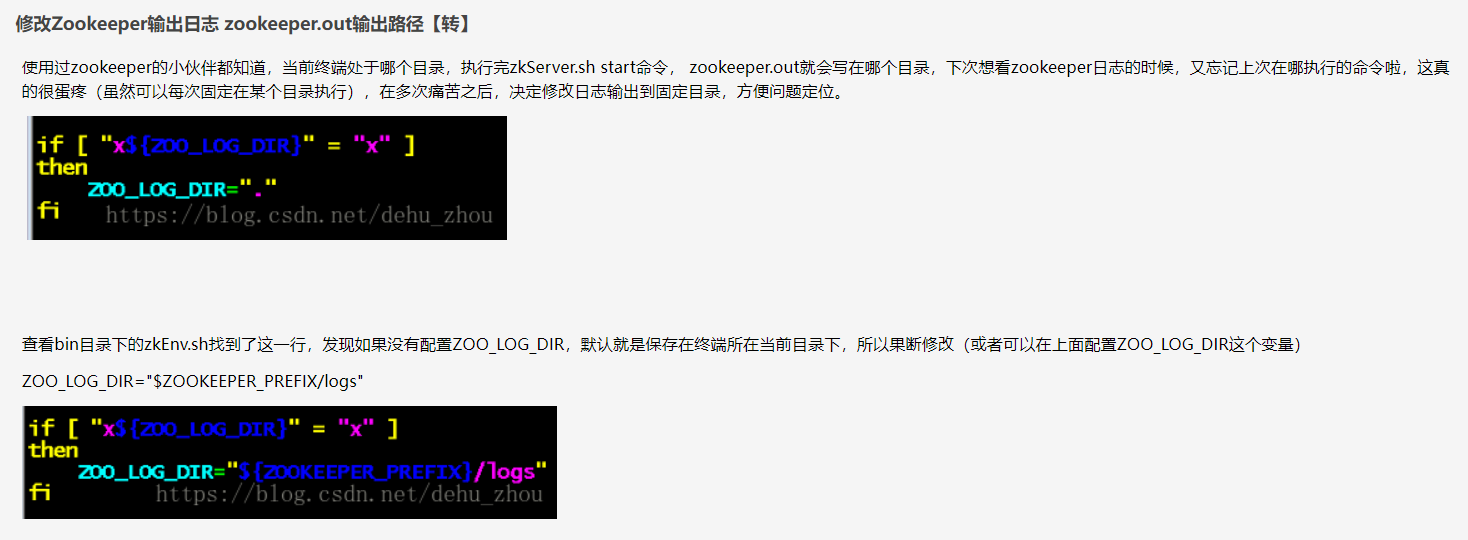 修改Zookeeper输出日志 zookeeper.out输出路径【转】
使用过zookeeper的小伙伴都知道，当前终端处于哪个目录，执行完zkServer.sh start命令， zookeeper.out就会写在哪个目录，下次想看zookeeper日志的时候，又忘记上次在哪执行的命令啦，这真
的很蛋疼（虽然可以每次固定在某个目录执行），在多次痛苦之后，决定修改日志输出到固定目录，方便问题定位。
if [ "x${ZOO_LOG_DIR}" = "x" ]
then
    ZOO_LOG_DIR="."
fi
https://blog.csdn.net/dehu_zhou
查看bin目录下的zkEnv.sh找到了这一行，发现如果没有配置ZOO_LOG_DIR，默认就是保存在终端所在当前目录下，所以果断修改（或者可以在上面配置ZOO_LOG_DIR这个变量）
ZOO_LOG_DIR="$ZOOKEEPER_PREFIX/logs"
if [ "x${ZOO_LOG_DIR}" = "x" ]
then
    ZOO_LOG_DIR="${ZOOKEEPER_PREFIX}/logs"
fi
https://blog.csdn.net/dehu_zhou